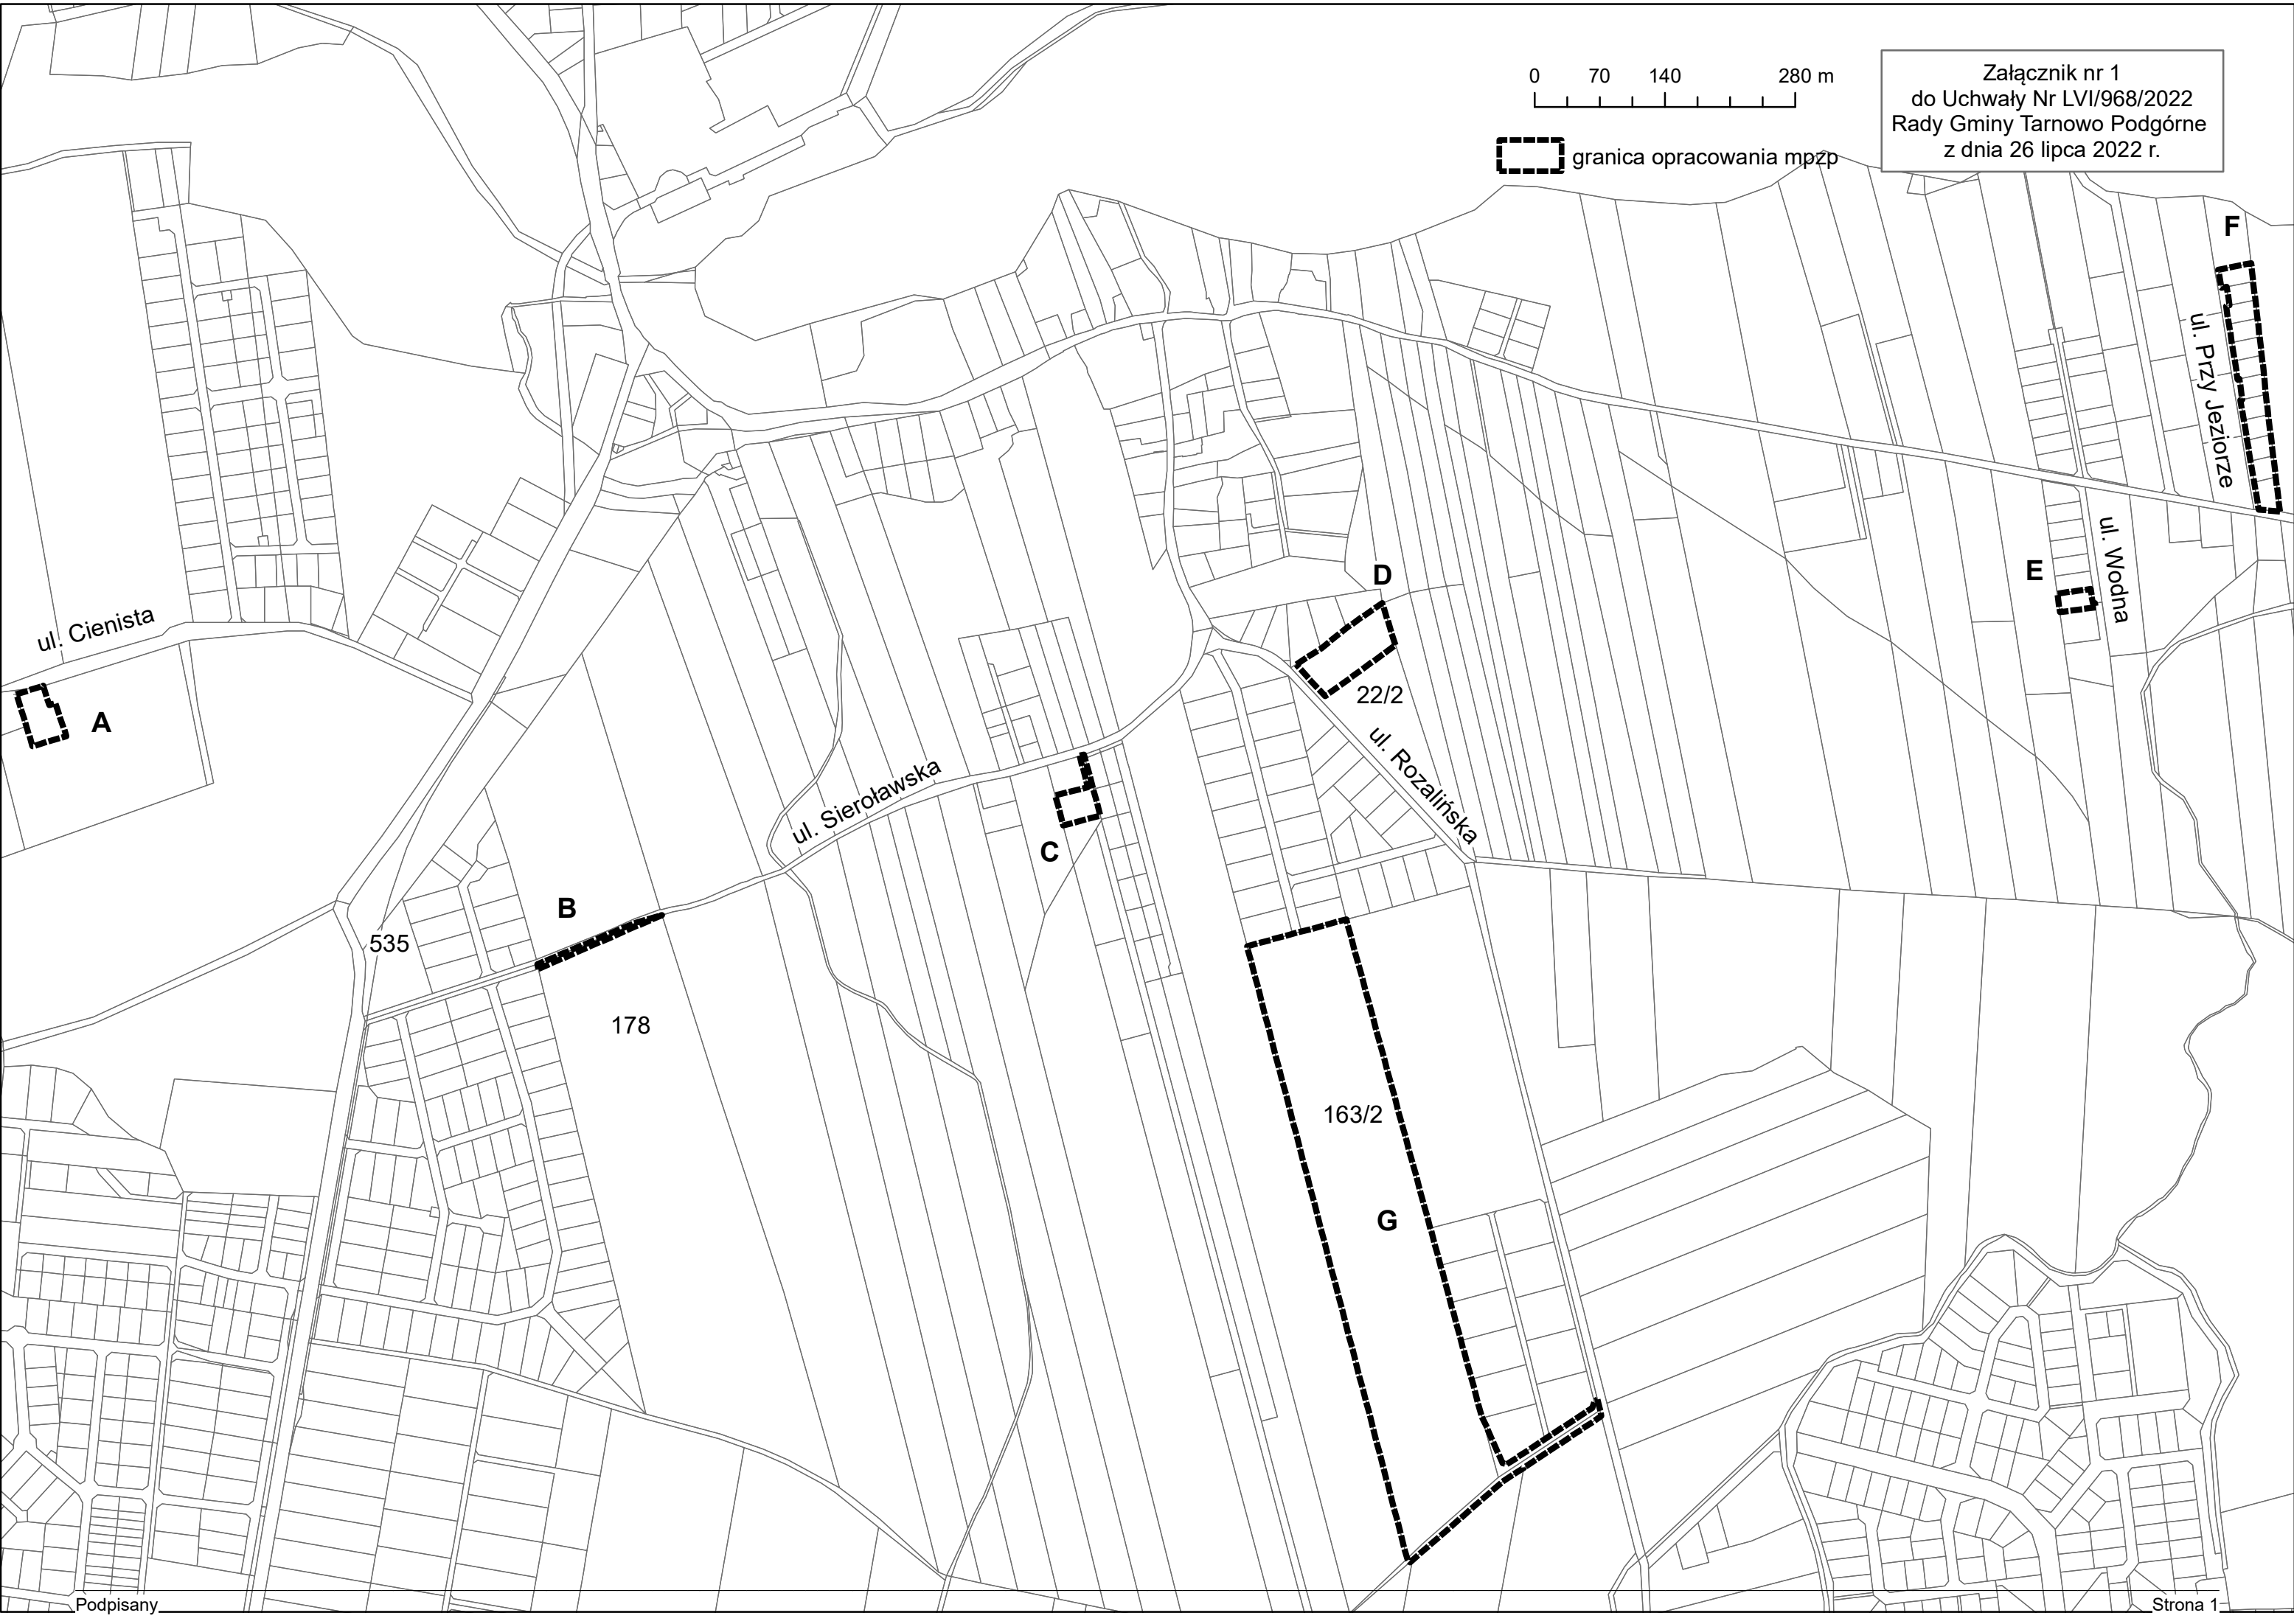 0 70 140 280 m
granica opracowania mpzp
Załącznik nr 1
do Uchwały Nr LVI/968/2022
Rady Gminy Tarnowo Podgórne
z dnia 26 lipca 2022 r.
F
ul. Przy Jeziorze
E
ul. Wodna
D
22/2
ul. Rozalińska
ul. Cienista
A
ul. Sierosławska
C
B
535
178
163/2
G
Podpisany
Strona 1